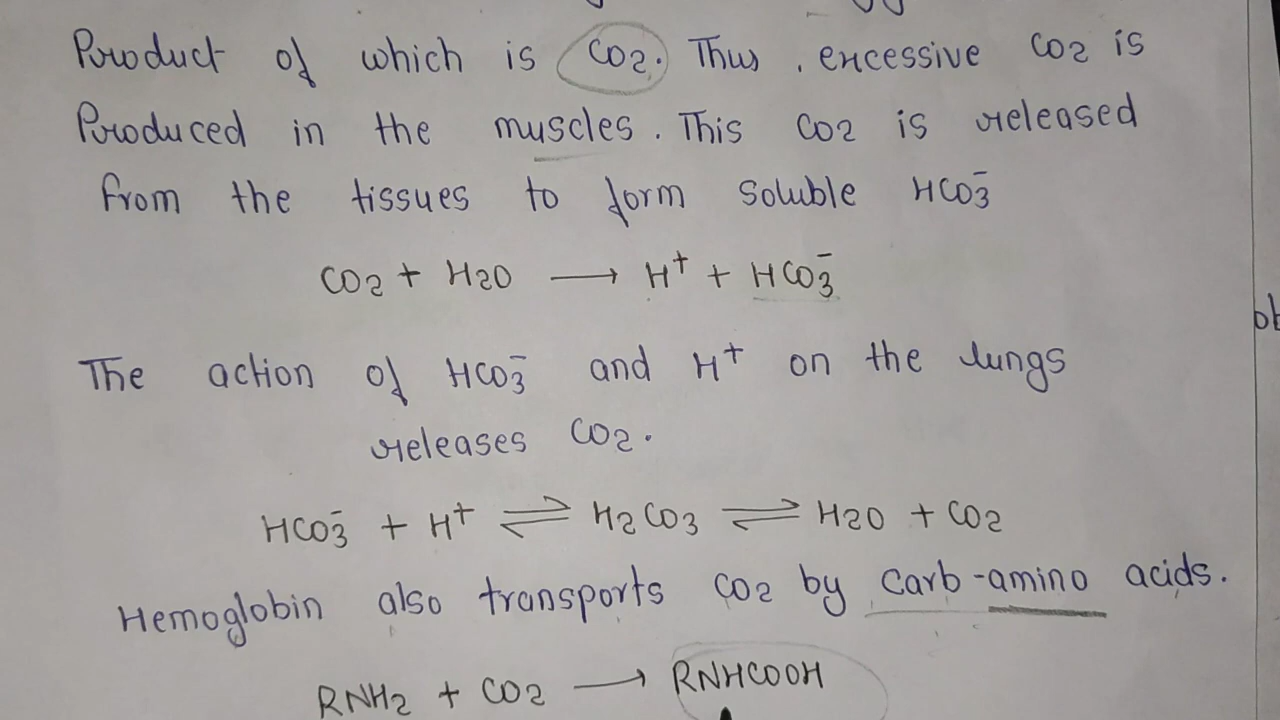 Product of which is CO2. Thus, excessive CO2 is
Produced in the muscles. This CO2 is released
from the tissues to form soluble HCO3⁻
CO2 + H2O ⟶ H⁺ + HCO3⁻
The action of HCO3⁻ and H⁺ on the lungs
releases CO2.
HCO3⁻ + H⁺ ⇌ H2CO3 ⇌ H2O + CO2
Hemoglobin also transports CO2 by carb-amino acids.
RNH2 + CO2 ⟶ RNHCOOH